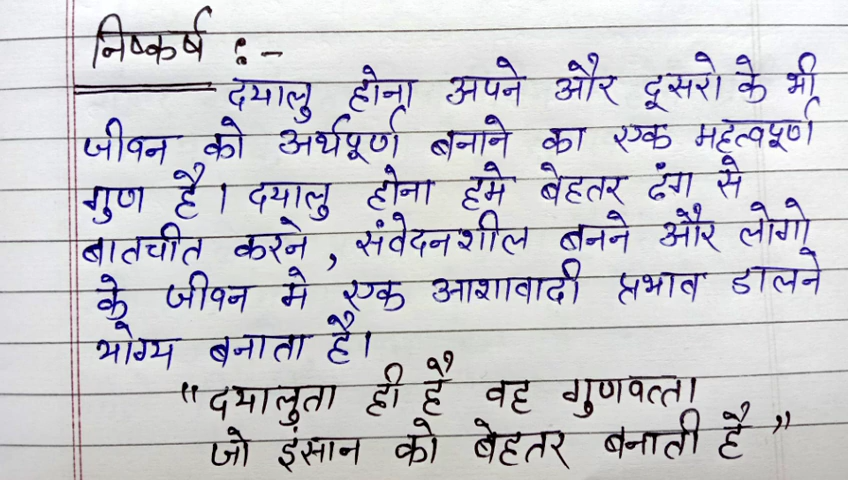 निष्कर्ष :-
दयालु होना अपने और दूसरो के भी
जीवन को अर्थपूर्ण बनाने का एक महत्वपूर्ण
गुण है। दयालु होना हमे बेहतर ढंग से
बातचीत करने, संवेदनशील बनने और लोगो
के जीवन मे एक आशावादी प्रभाव डालने
योग्य बनाता है।
"दयालुता ही है वह गुणवत्ता
जो इंसान को बेहतर बनाती है"